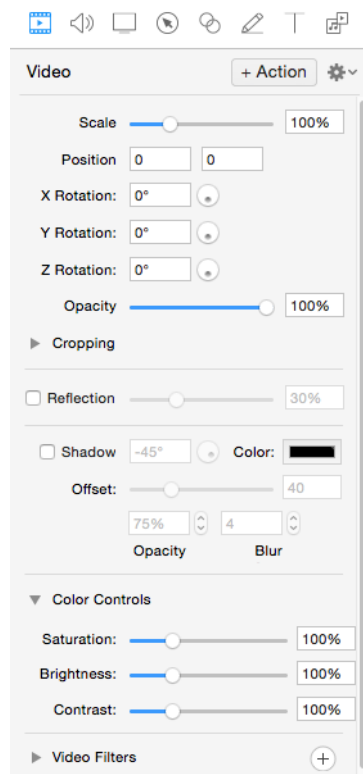 Video + Action
Scale 100%
Position 0 0
X Rotation: 0°
Y Rotation: 0°
Z Rotation: 0°
Opacity 100%
Cropping
Reflection 30%
Shadow -45° Color:
Offset: 40
75% 4
Opacity Blur
Color Controls
Saturation: 100%
Brightness: 100%
Contrast: 100%
Video Filters